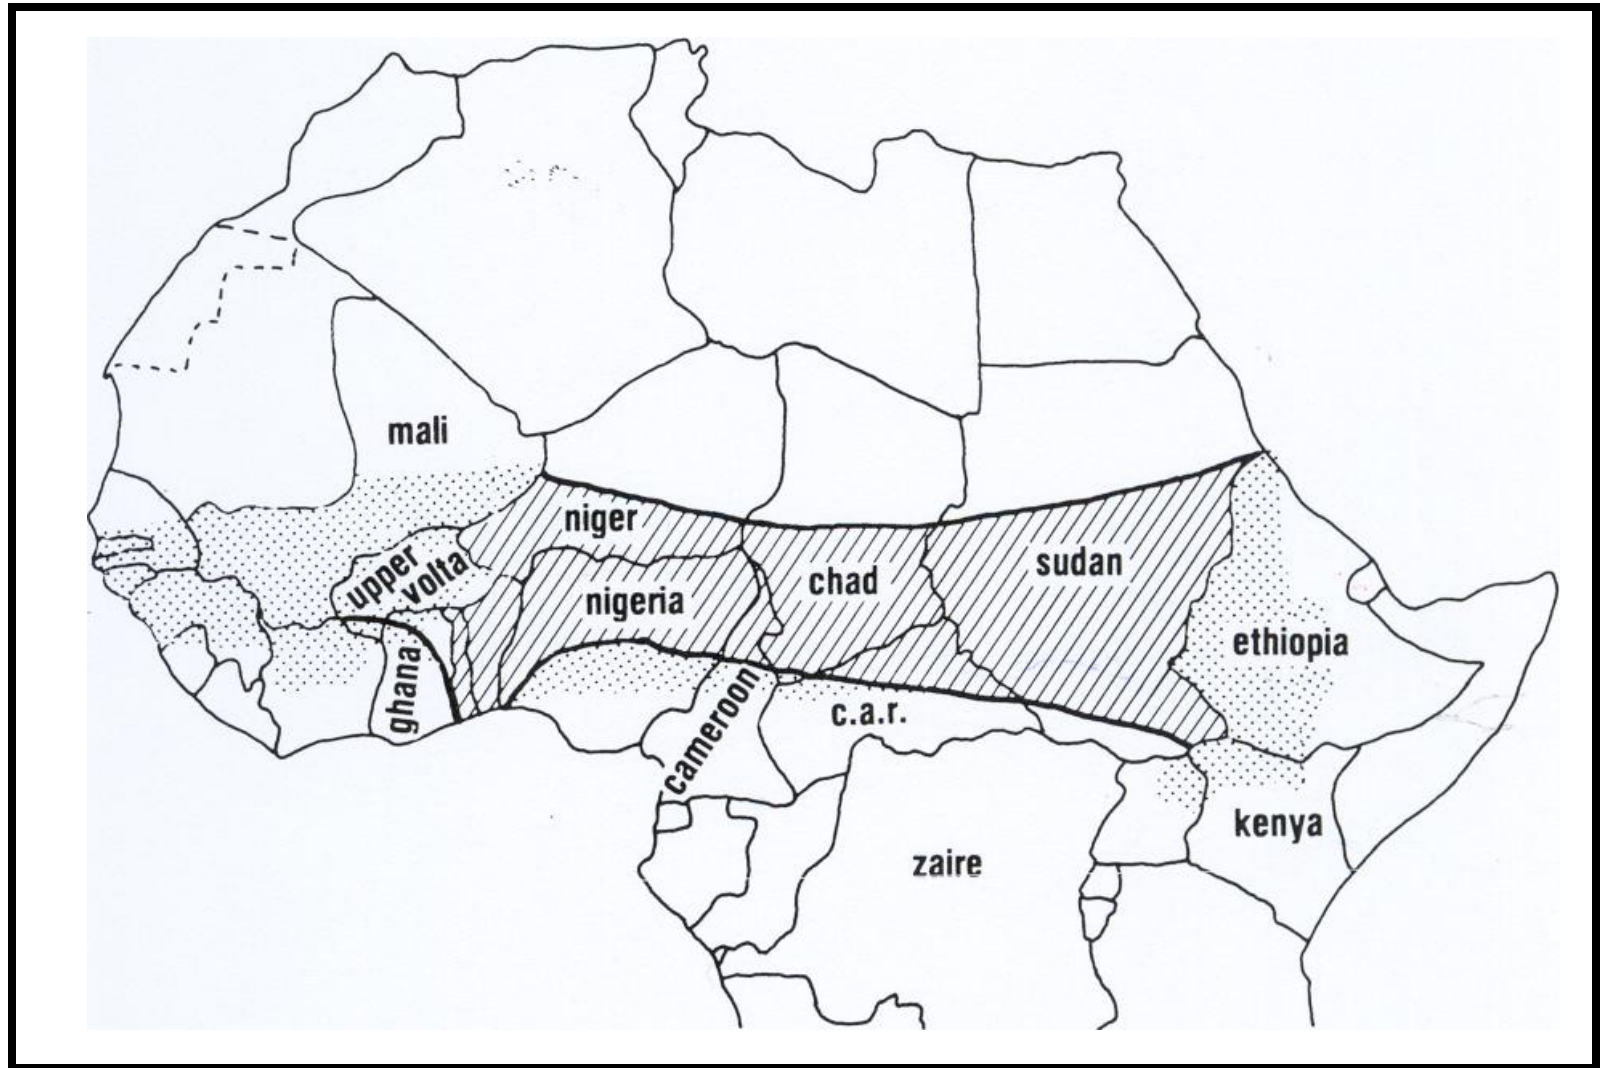 mali
niger
upper
volta
nigeria
chad
sudan
ethiopia
ghana
cameroon
c.a.r.
kenya
zaire